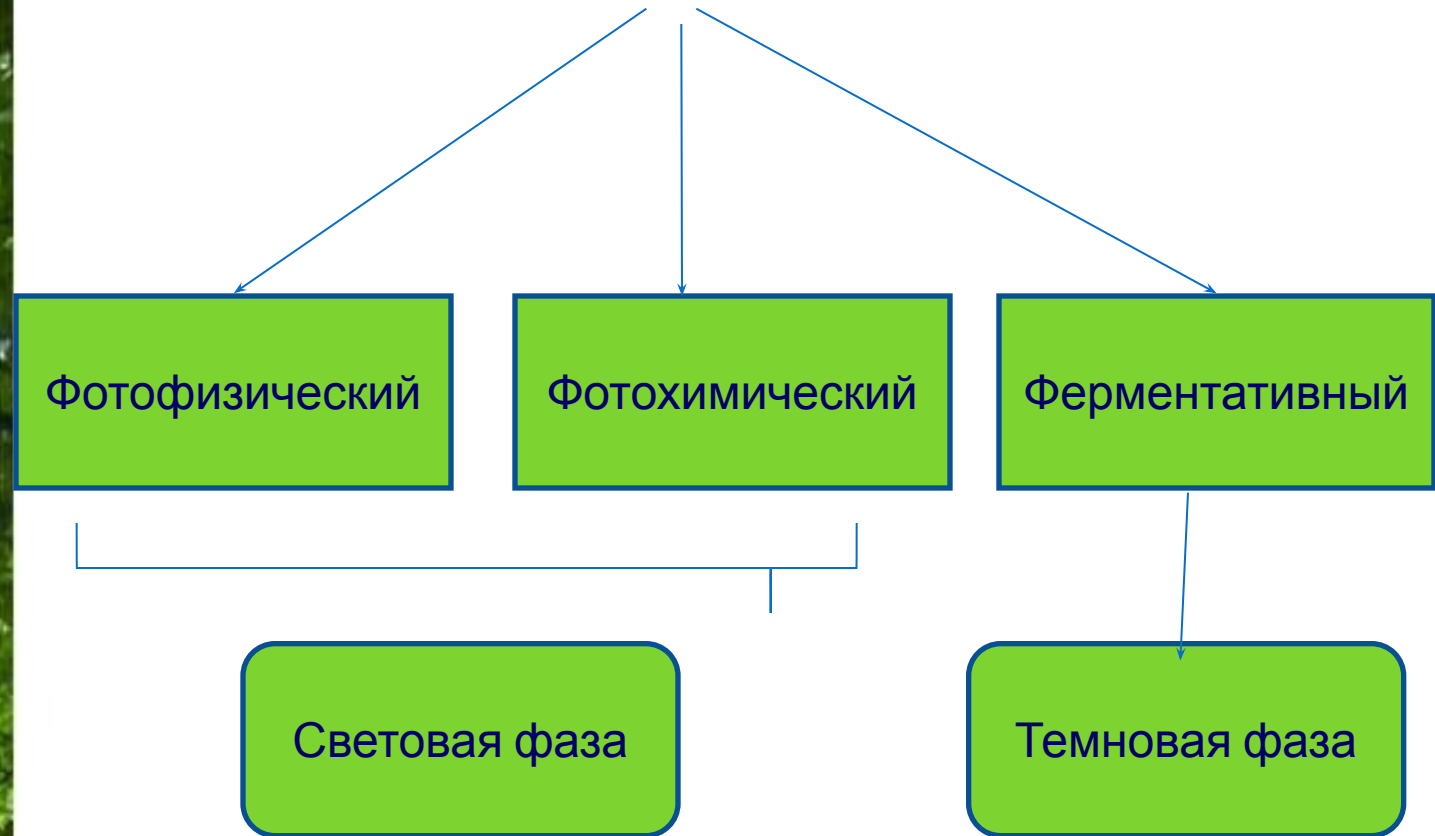 Фотофизический
Фотохимический
Ферментативный
Световая фаза
Темновая фаза